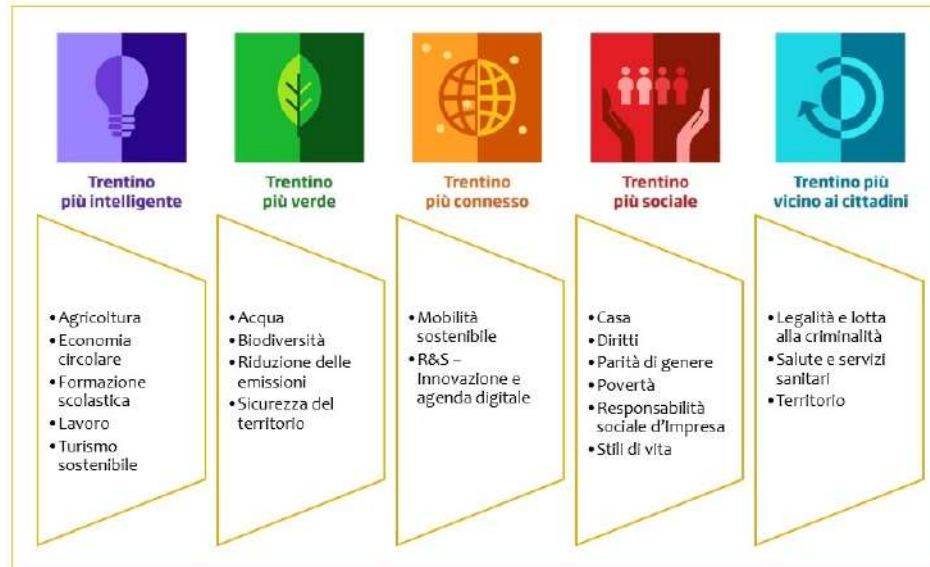 Trentino
più intelligente
Trentino
più verde
Trentino
più connesso
Trentino
più sociale
Trentino più
vicino ai cittadini
• Agricoltura
• Economia
circolare
• Formazione
scolastica
• Lavoro
• Turismo
sostenibile
• Acqua
• Biodiversità
• Riduzione delle
emissioni
• Sicurezza del
territorio
• Mobilità
sostenibile
• R&S –
Innovazione e
agenda digitale
• Casa
• Diritti
• Parità di genere
• Povertà
• Responsabilità
sociale d'Impresa
• Stili di vita
• Legalità e lotta
alla criminalità
• Salute e servizi
sanitari
• Territorio